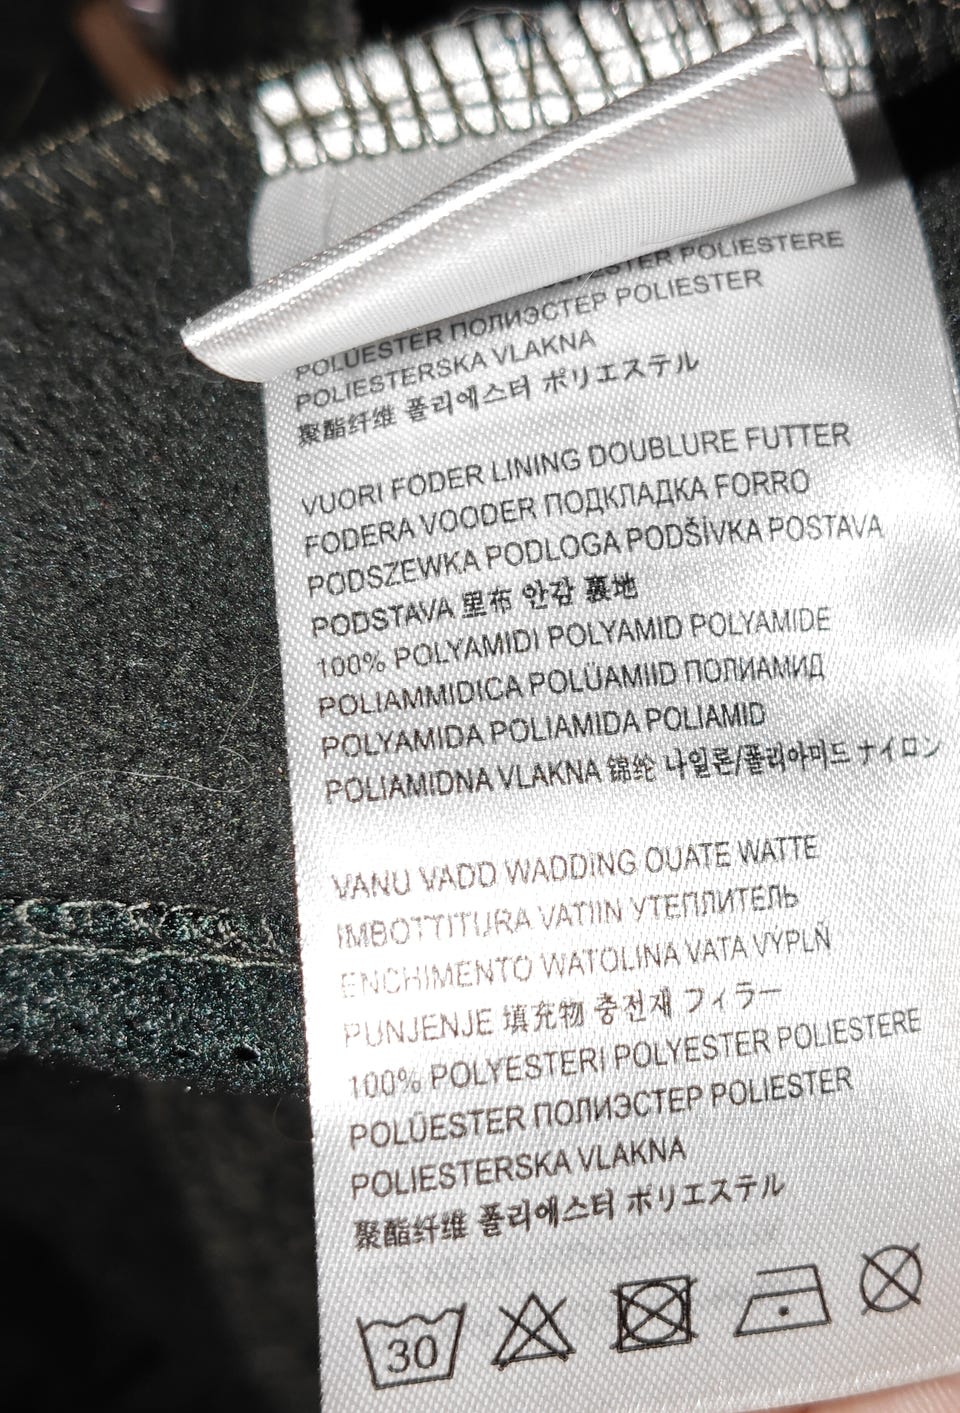 POLIESTERE
POLÜESTER ПОЛИЭСТЕР POLIESTER
POLIESTERSKA VLAKNA
聚酯纤维 폴리에스터 ポリエステル
VUORI FODER LINING DOUBLURE FUTTER
FODERA VOODER ПОДКЛАДКА FORRO
PODSZEWKA PODLOGA PODŠÍVKA POSTAVA
PODSTAVA 里布 안감 裏地
100% POLYAMIDI POLYAMID POLYAMIDE
POLIAMMIDICA POLÜAMIID ПОЛИАМИД
POLYAMIDA POLIAMIDA POLIAMID
POLIAMIDNA VLAKNA 锦纶 나일론/폴리아미드 ナイロン
VANU VADD WADDING OUATE WATTE
IMBOTTITURA VATIIN УТЕПЛИТЕЛЬ
ENCHIMENTO WATOLINA VATA VÝPLŇ
PUNJENJE 填充物 충전재 フィラー
100% POLYESTERI POLYESTER POLIESTERE
POLÜESTER ПОЛИЭСТЕР POLIESTER
POLIESTERSKA VLAKNA
聚酯纤维 폴리에스터 ポリエステル
30